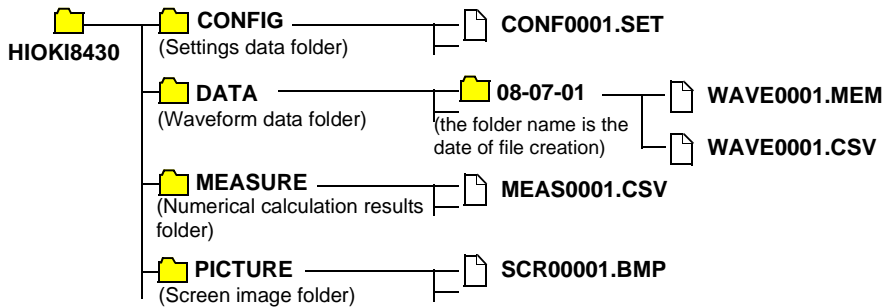 HIOKI8430
CONFIG
(Settings data folder)
CONF0001.SET
DATA
(Waveform data folder)
08-07-01
(the folder name is the
date of file creation)
WAVE0001.MEM
WAVE0001.CSV
MEASURE
(Numerical calculation results
folder)
MEAS0001.CSV
PICTURE
(Screen image folder)
SCR00001.BMP